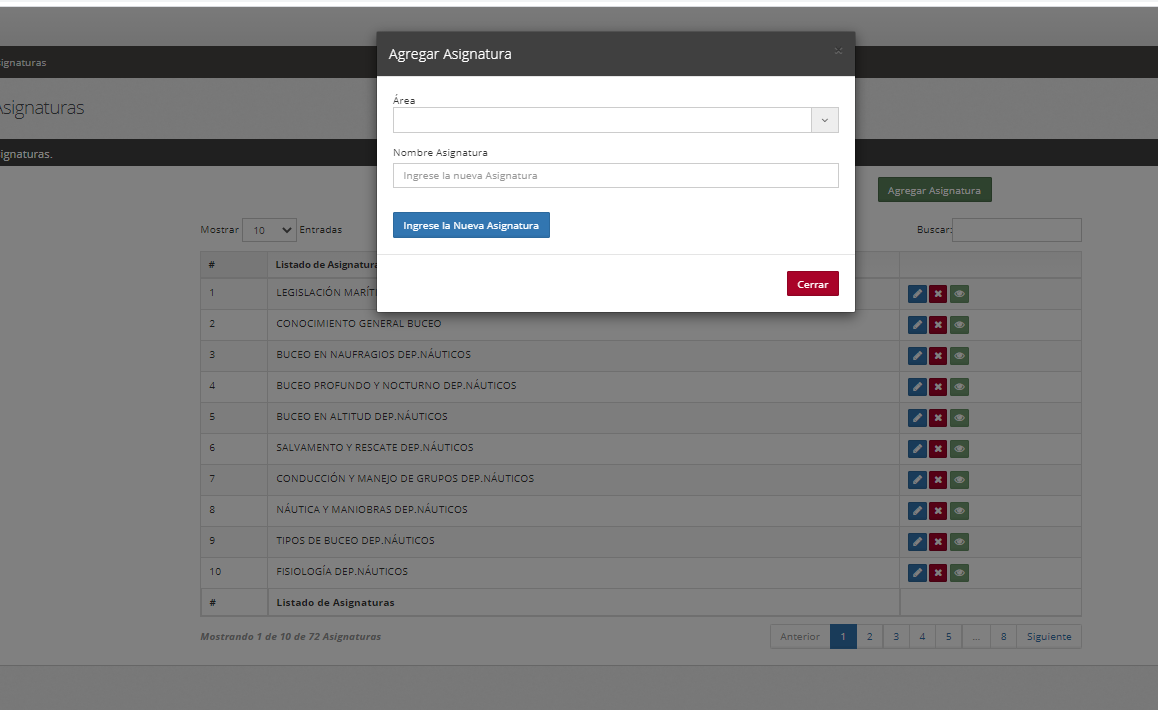 Agregar Asignatura
ignaturas
Asignaturas
ignaturas.
Área
Nombre Asignatura
Ingrese la nueva Asignatura
Ingrese la Nueva Asignatura
Cerrar
Agregar Asignatura
Mostrar 10 Entradas
Buscar:
# Listado de Asignatura
1 LEGISLACIÓN MARÍTI
2 CONOCIMIENTO GENERAL BUCEO
3 BUCEO EN NAUFRAGIOS DEP.NÁUTICOS
4 BUCEO PROFUNDO Y NOCTURNO DEP.NÁUTICOS
5 BUCEO EN ALTITUD DEP.NÁUTICOS
6 SALVAMENTO Y RESCATE DEP.NÁUTICOS
7 CONDUCCIÓN Y MANEJO DE GRUPOS DEP.NÁUTICOS
8 NÁUTICA Y MANIOBRAS DEP.NÁUTICOS
9 TIPOS DE BUCEO DEP.NÁUTICOS
10 FISIOLOGÍA DEP.NÁUTICOS
# Listado de Asignaturas
Mostrando 1 de 10 de 72 Asignaturas
Anterior 1 2 3 4 5 ... 8 Siguiente